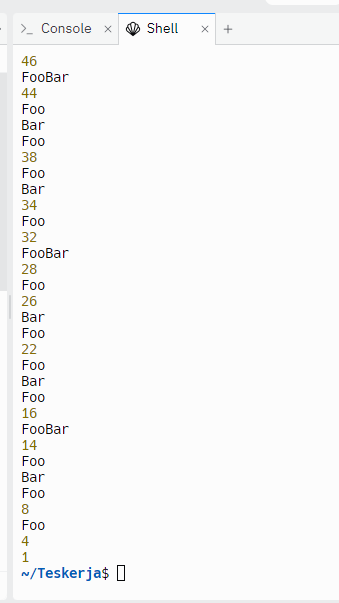 Console × Shell × +
46
FooBar
44
Foo
Bar
Foo
38
Foo
Bar
34
Foo
32
FooBar
28
Foo
26
Bar
Foo
22
Foo
Bar
Foo
16
FooBar
14
Foo
Bar
Foo
8
Foo
4
1
~/Teskerja$